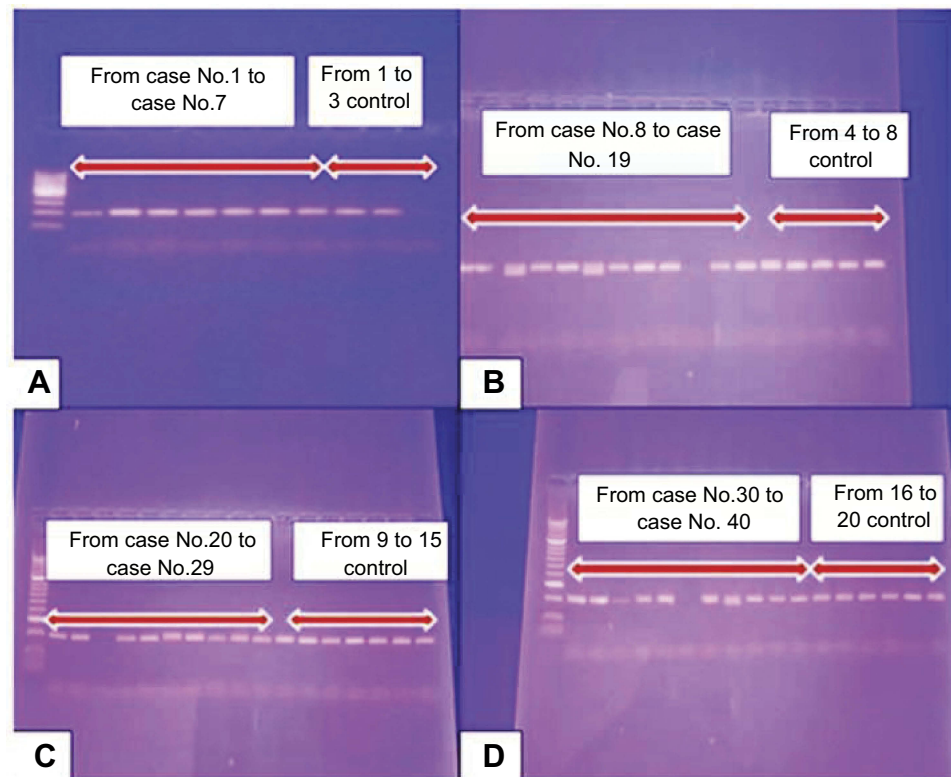 From case No.1 to
case No.7
From 1 to
3 control
A
From case No.8 to case
No. 19
From 4 to 8
control
B
From case No.20 to
case No.29
From 9 to 15
control
C
From case No.30 to
case No. 40
From 16 to
20 control
D